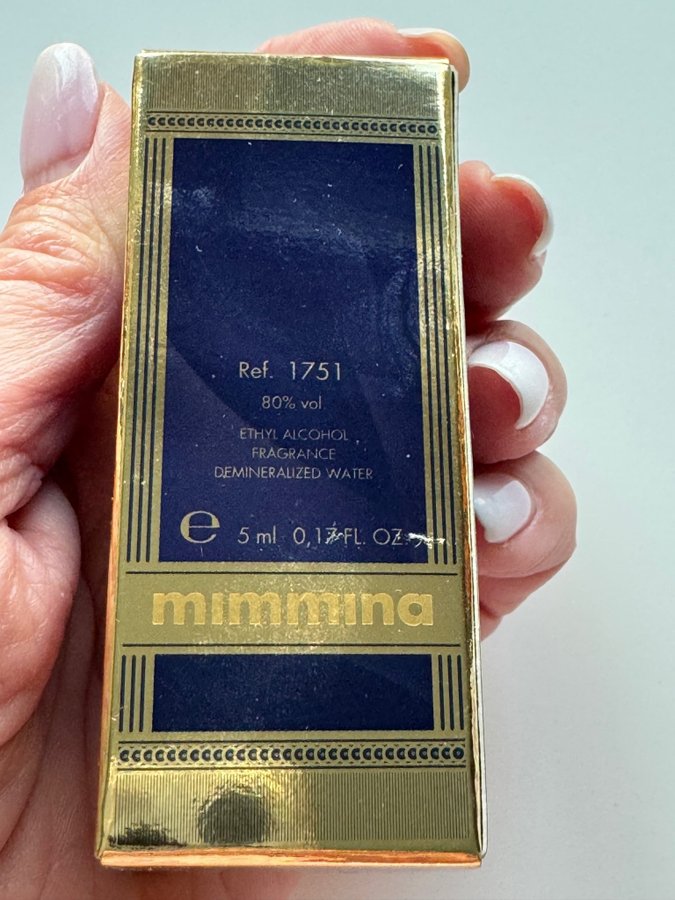 Ref. 1751
80% vol
ETHYL ALCOHOL
FRAGRANCE
DEMINERALIZED WATER
℮ 5 ml 0,17 FL. OZ.
mimmina